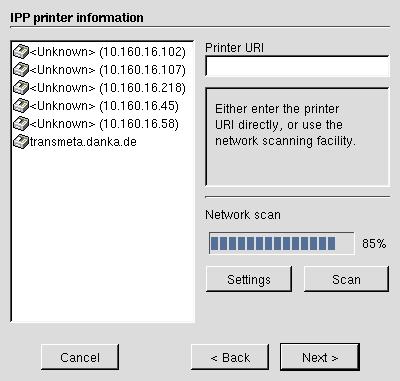 IPP printer information
<Unknown> (10.160.16.102)
<Unknown> (10.160.16.107)
<Unknown> (10.160.16.218)
<Unknown> (10.160.16.45)
<Unknown> (10.160.16.58)
transmeta.danka.de
Printer URI
Either enter the printer
URI directly, or use the
network scanning facility.
Network scan
85%
Settings
Scan
Cancel
< Back
Next >